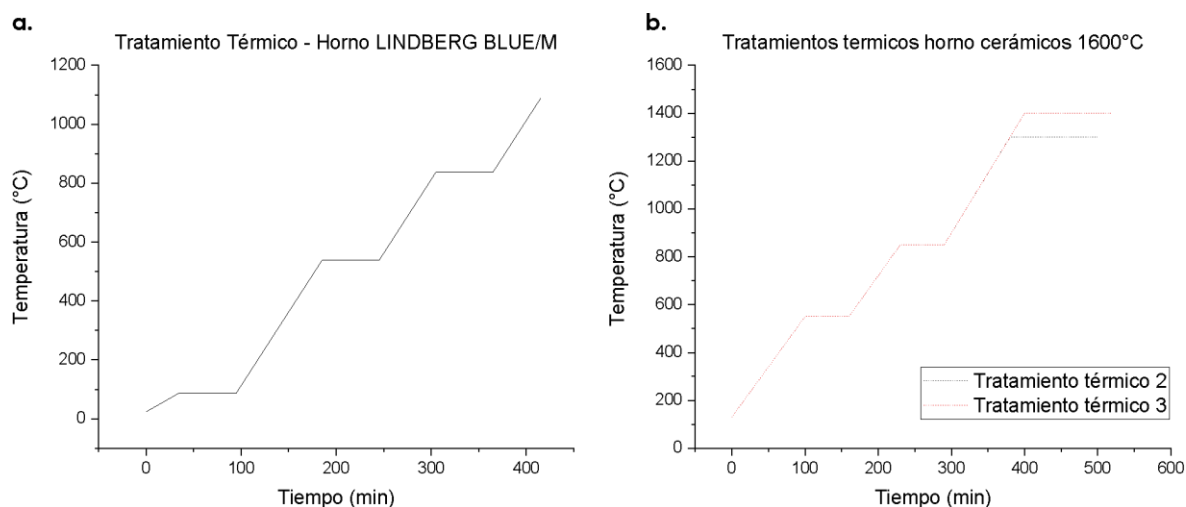 a.
Tratamiento Térmico - Horno LINDBERG BLUE/M
1200
1000
800
600
400
200
0
Temperatura (°C)
0 100 200 300 400
Tiempo (min)
b.
Tratamientos termicos horno cerámicos 1600°C
1600
1400
1200
1000
800
600
400
200
0
Temperatura (°C)
Tratamiento térmico 2
Tratamiento térmico 3
0 100 200 300 400 500 600
Tiempo (min)